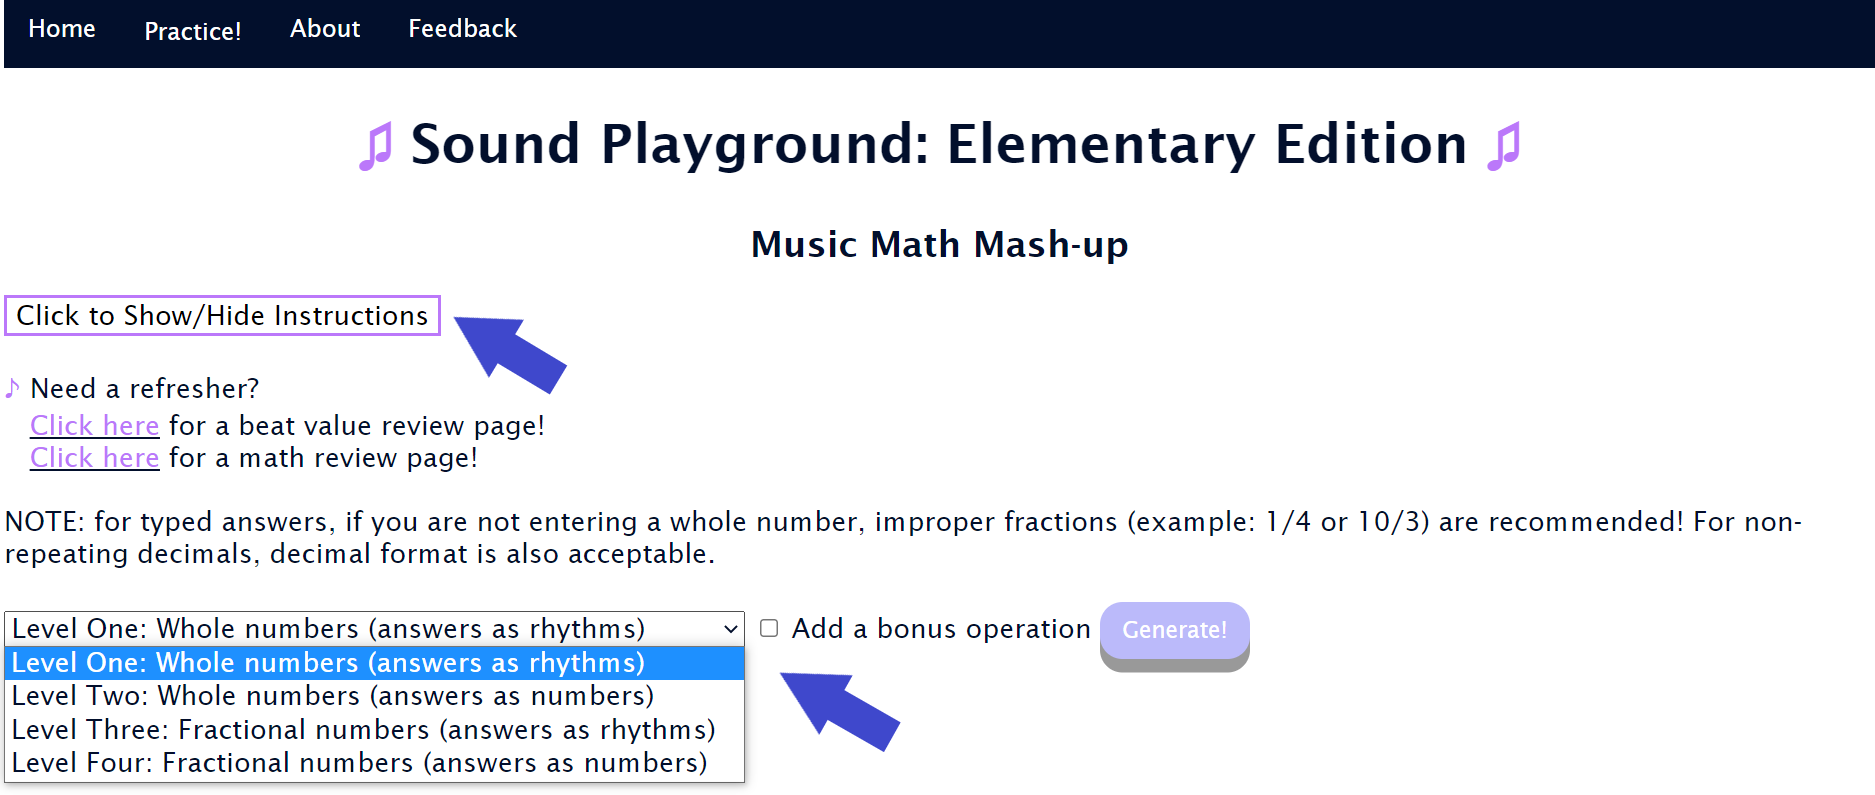 Home Practice! About Feedback
Sound Playground: Elementary Edition
Music Math Mash-up
Click to Show/Hide Instructions
Need a refresher?
Click here for a beat value review page!
Click here for a math review page!
NOTE: for typed answers, if you are not entering a whole number, improper fractions (example: 1/4 or 10/3) are recommended! For non-
repeating decimals, decimal format is also acceptable.
Level One: Whole numbers (answers as rhythms) Add a bonus operation Generate!
Level One: Whole numbers (answers as rhythms)
Level Two: Whole numbers (answers as numbers)
Level Three: Fractional numbers (answers as rhythms)
Level Four: Fractional numbers (answers as numbers)